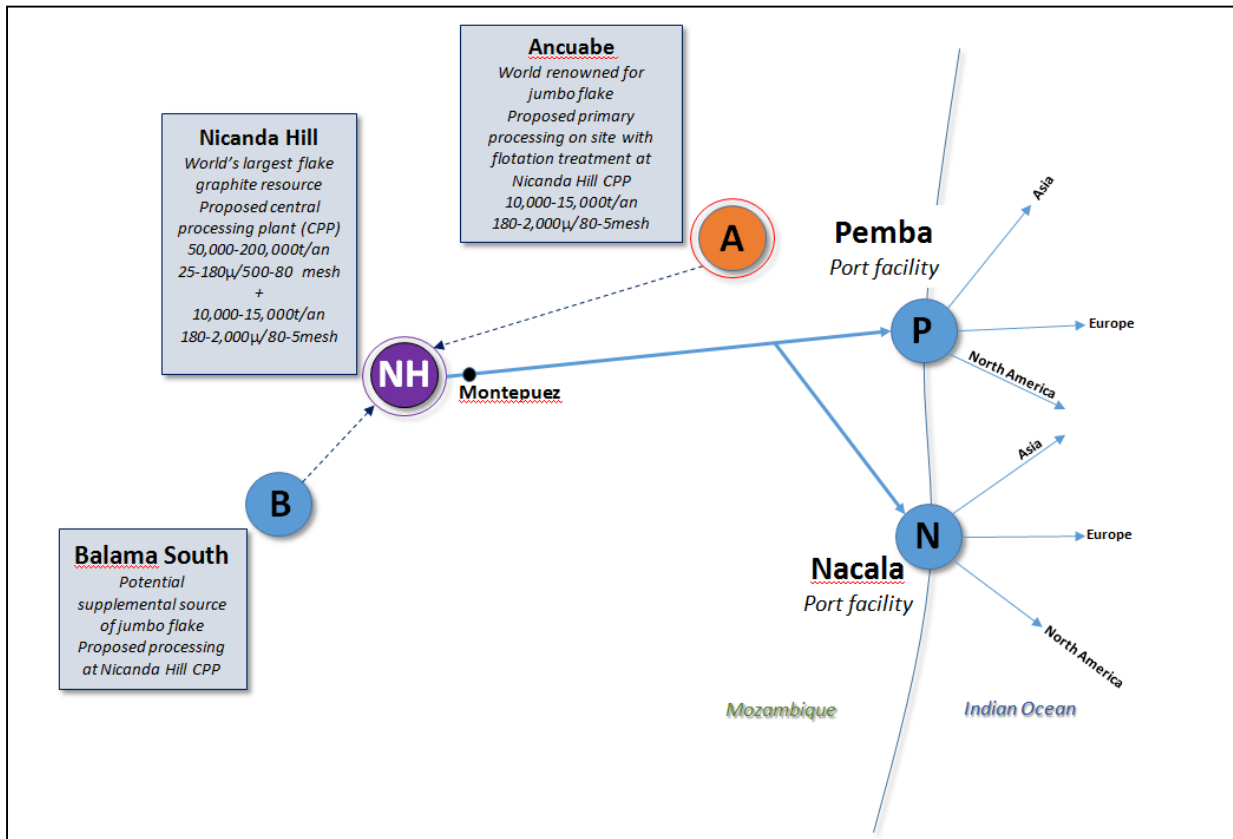 Ancuabe
World renowned for
jumbo flake
Proposed primary
processing on site with
flotation treatment at
Nicanda Hill CPP
10,000-15,000t/an
180-2,000µ/80-5mesh
Nicanda Hill
World's largest flake
graphite resource
Proposed central
processing plant (CPP)
50,000-200,000t/an
25-180µ/500-80 mesh
+
10,000-15,000t/an
180-2,000µ/80-5mesh
A
Pemba
Port facility
P
Asia
Europe
North America
NH
Montepuez
B
Balama South
Potential
supplemental source
of jumbo flake
Proposed processing
at Nicanda Hill CPP
N
Nacala
Port facility
Asia
Europe
North America
Mozambique
Indian Ocean